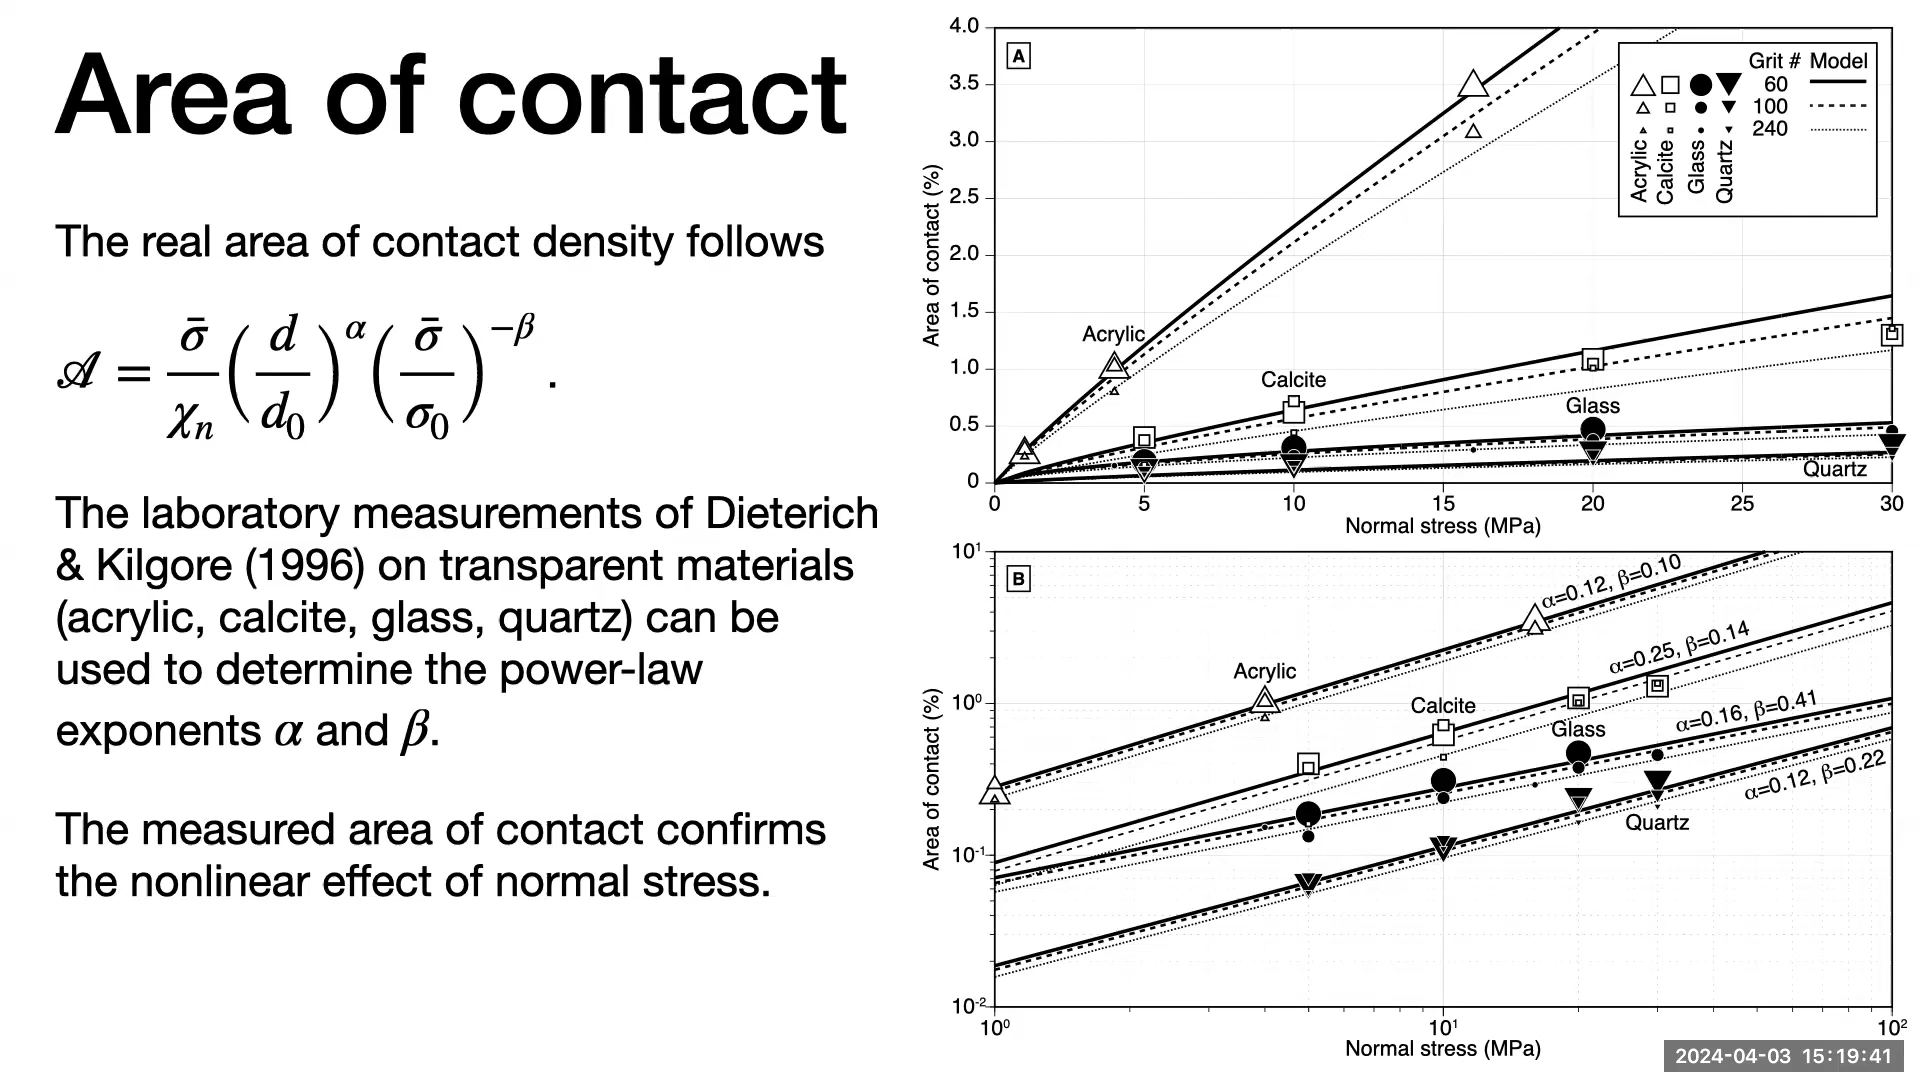 Area of contact
The real area of contact density follows
𝒜 = σ̄/χₙ (d/d₀)^α (σ̄/σ₀)^−β .
The laboratory measurements of Dieterich
& Kilgore (1996) on transparent materials
(acrylic, calcite, glass, quartz) can be
used to determine the power-law
exponents α and β.
The measured area of contact confirms
the nonlinear effect of normal stress.
A
4.0
3.5
3.0
2.5
2.0
1.5
1.0
0.5
0
Area of contact (%)
0 5 10 15 20 25 30
Normal stress (MPa)
Grit # Model
60
100
240
Acrylic
Calcite
Glass
Quartz
Acrylic
Calcite
Glass
Quartz
B
10¹
10⁰
10⁻¹
10⁻²
Area of contact (%)
α=0.12, β=0.10
α=0.25, β=0.14
α=0.16, β=0.41
α=0.12, β=0.22
Acrylic
Calcite
Glass
Quartz
10⁰ 10¹ 10²
Normal stress (MPa)
2024-04-03 15:19:41